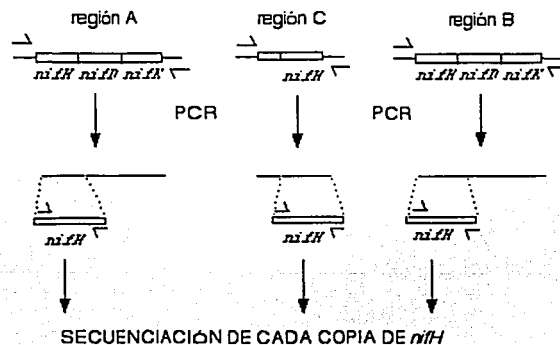 región A región C región B
nifH nifD nifK nifH nifH nifD nifK
PCR PCR
nifH nifH nifH
SECUENCIACIÓN DE CADA COPIA DE nifH